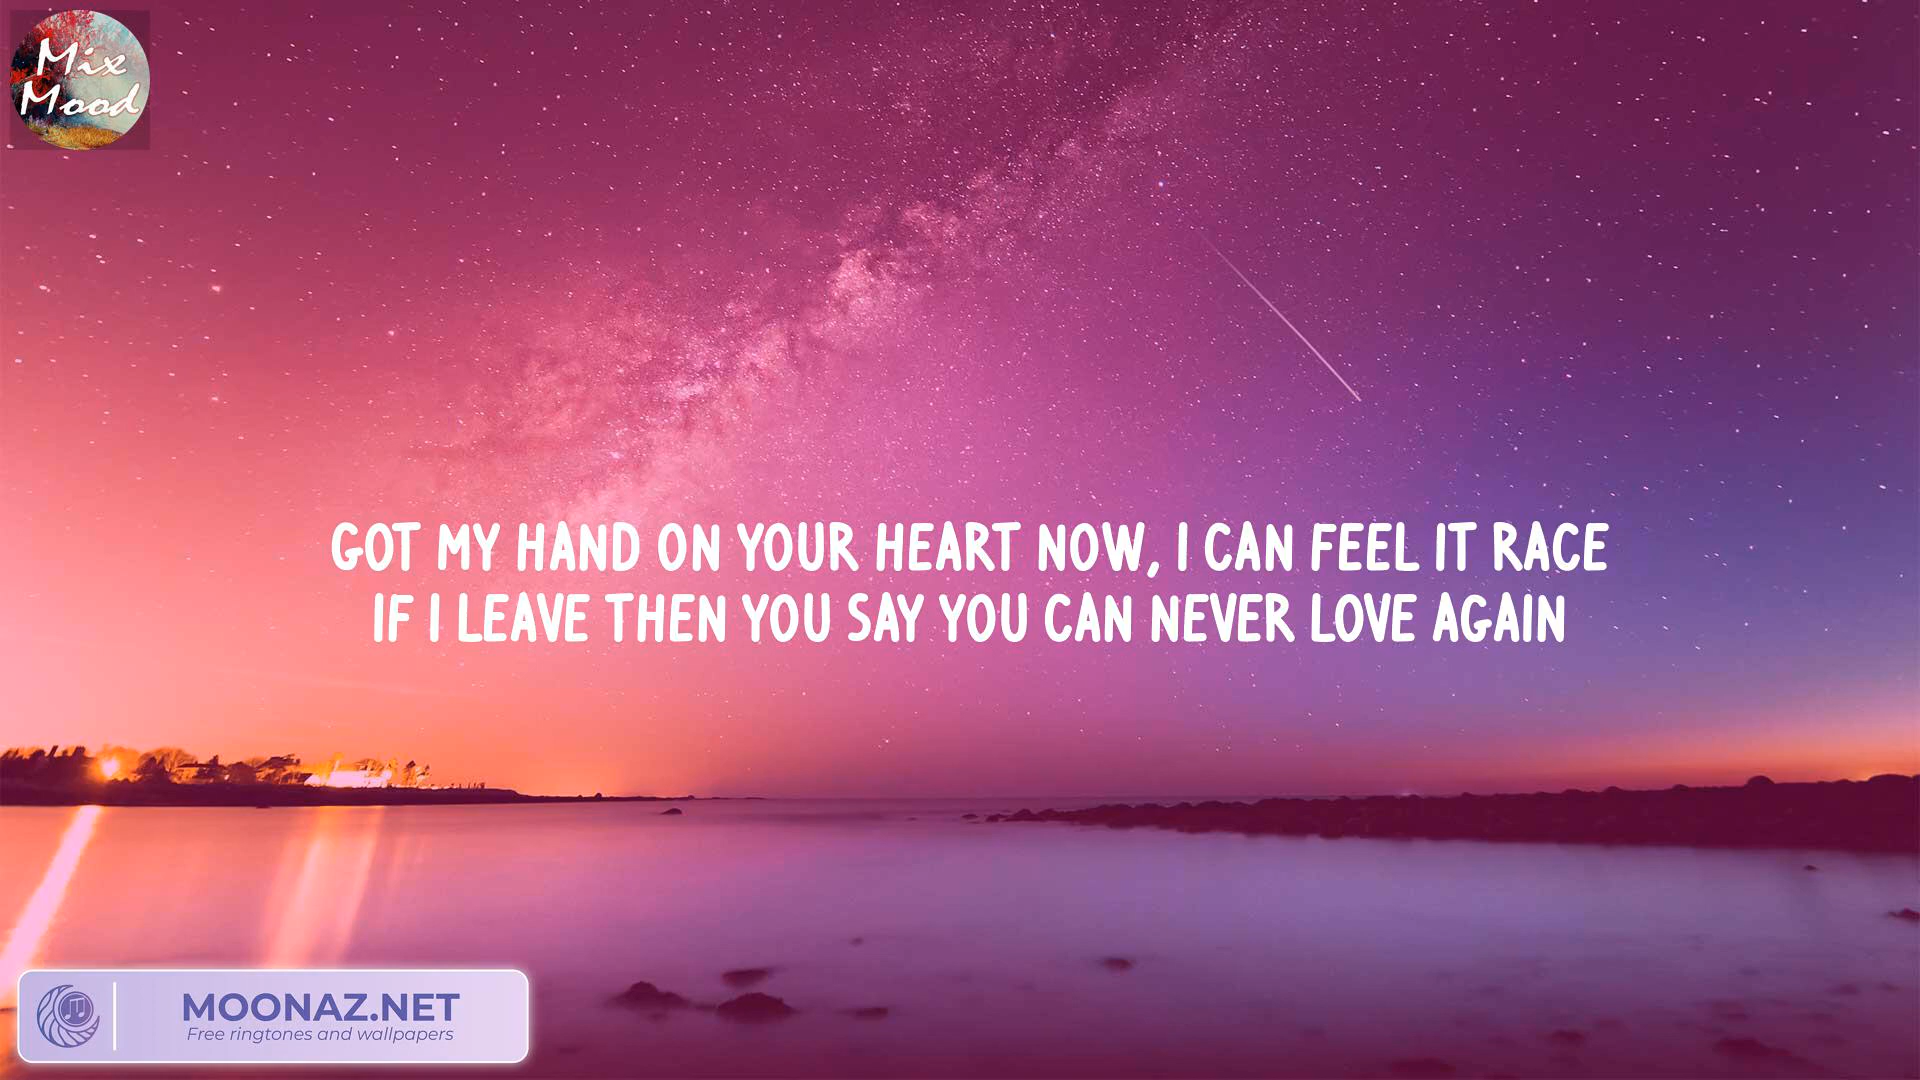 Mix
Mood
GOT MY HAND ON YOUR HEART NOW, I CAN FEEL IT RACE
IF I LEAVE THEN YOU SAY YOU CAN NEVER LOVE AGAIN
MOONAZ.NET
Free ringtones and wallpapers